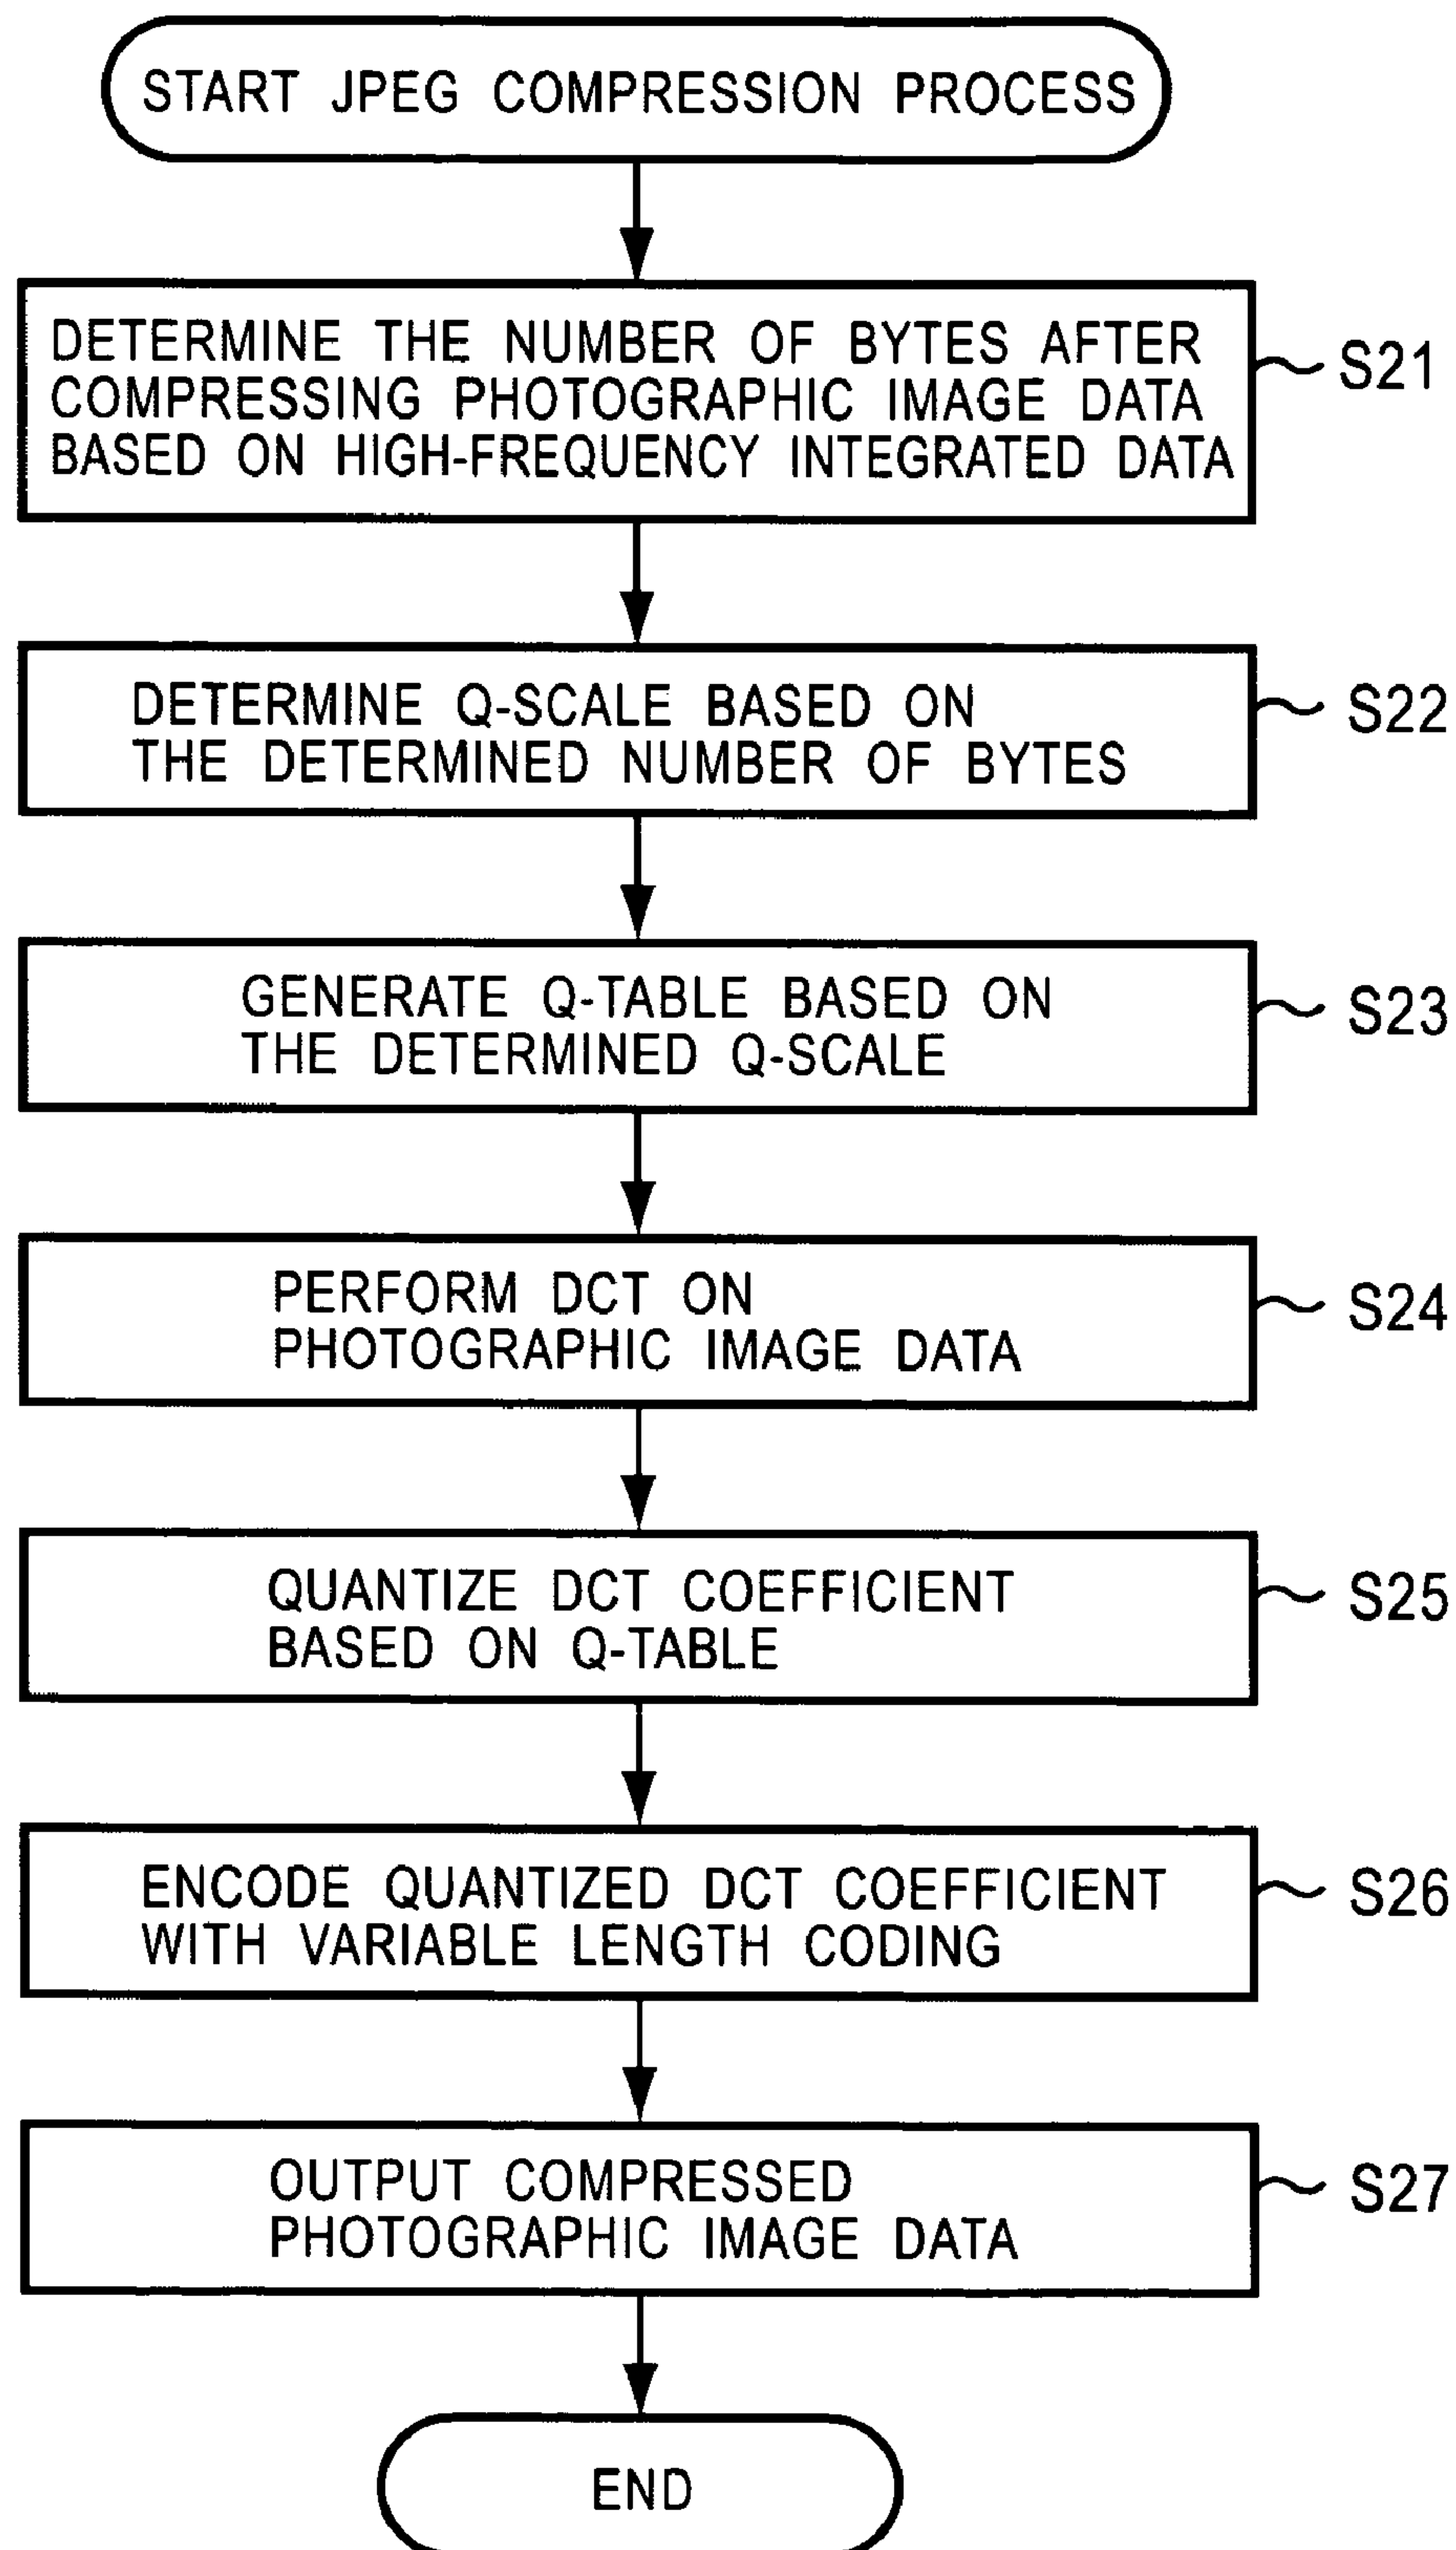 START JPEG COMPRESSION PROCESS
DETERMINE THE NUMBER OF BYTES AFTER
COMPRESSING PHOTOGRAPHIC IMAGE DATA
BASED ON HIGH-FREQUENCY INTEGRATED DATA
S21
DETERMINE Q-SCALE BASED ON
THE DETERMINED NUMBER OF BYTES
S22
GENERATE Q-TABLE BASED ON
THE DETERMINED Q-SCALE
S23
PERFORM DCT ON
PHOTOGRAPHIC IMAGE DATA
S24
QUANTIZE DCT COEFFICIENT
BASED ON Q-TABLE
S25
ENCODE QUANTIZED DCT COEFFICIENT
WITH VARIABLE LENGTH CODING
S26
OUTPUT COMPRESSED
PHOTOGRAPHIC IMAGE DATA
S27
END